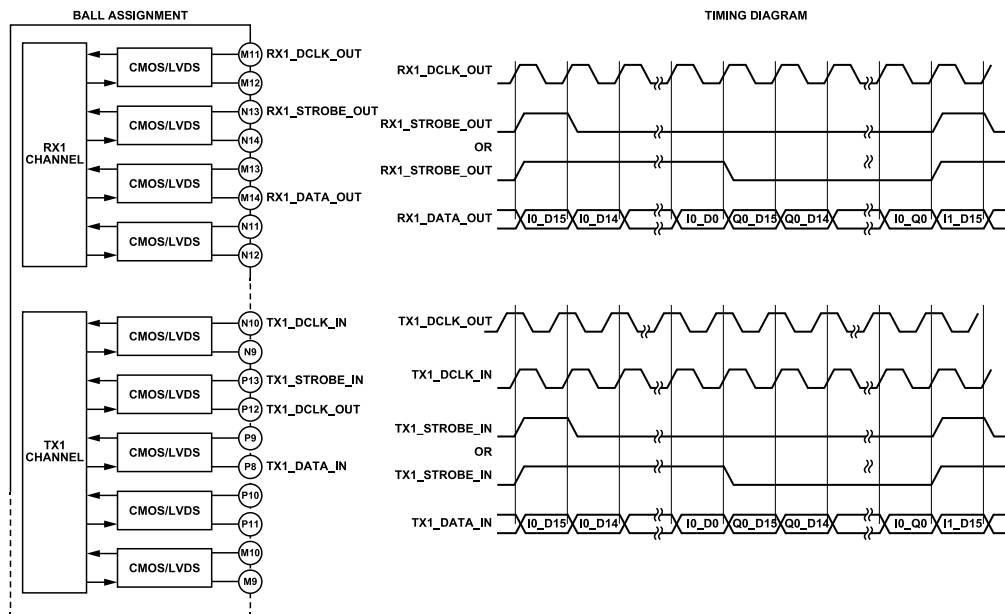 BALL ASSIGNMENT
RX1
CHANNEL
CMOS/LVDS
M11 RX1_DCLK_OUT
M12
CMOS/LVDS
N13 RX1_STROBE_OUT
N14
CMOS/LVDS
M13
M14 RX1_DATA_OUT
CMOS/LVDS
N11
N12
TX1
CHANNEL
CMOS/LVDS
N10 TX1_DCLK_IN
N9
CMOS/LVDS
P13 TX1_STROBE_IN
P12 TX1_DCLK_OUT
CMOS/LVDS
P9
P8 TX1_DATA_IN
CMOS/LVDS
P10
P11
CMOS/LVDS
M10
M9
TIMING DIAGRAM
RX1_DCLK_OUT
RX1_STROBE_OUT
OR
RX1_STROBE_OUT
RX1_DATA_OUT I0_D15 I0_D14 I0_D0 Q0_D15 Q0_D14 I0_Q0 I1_D15
TX1_DCLK_OUT
TX1_DCLK_IN
TX1_STROBE_IN
OR
TX1_STROBE_IN
TX1_DATA_IN I0_D15 I0_D14 I0_D0 Q0_D15 Q0_D14 I0_Q0 I1_D15